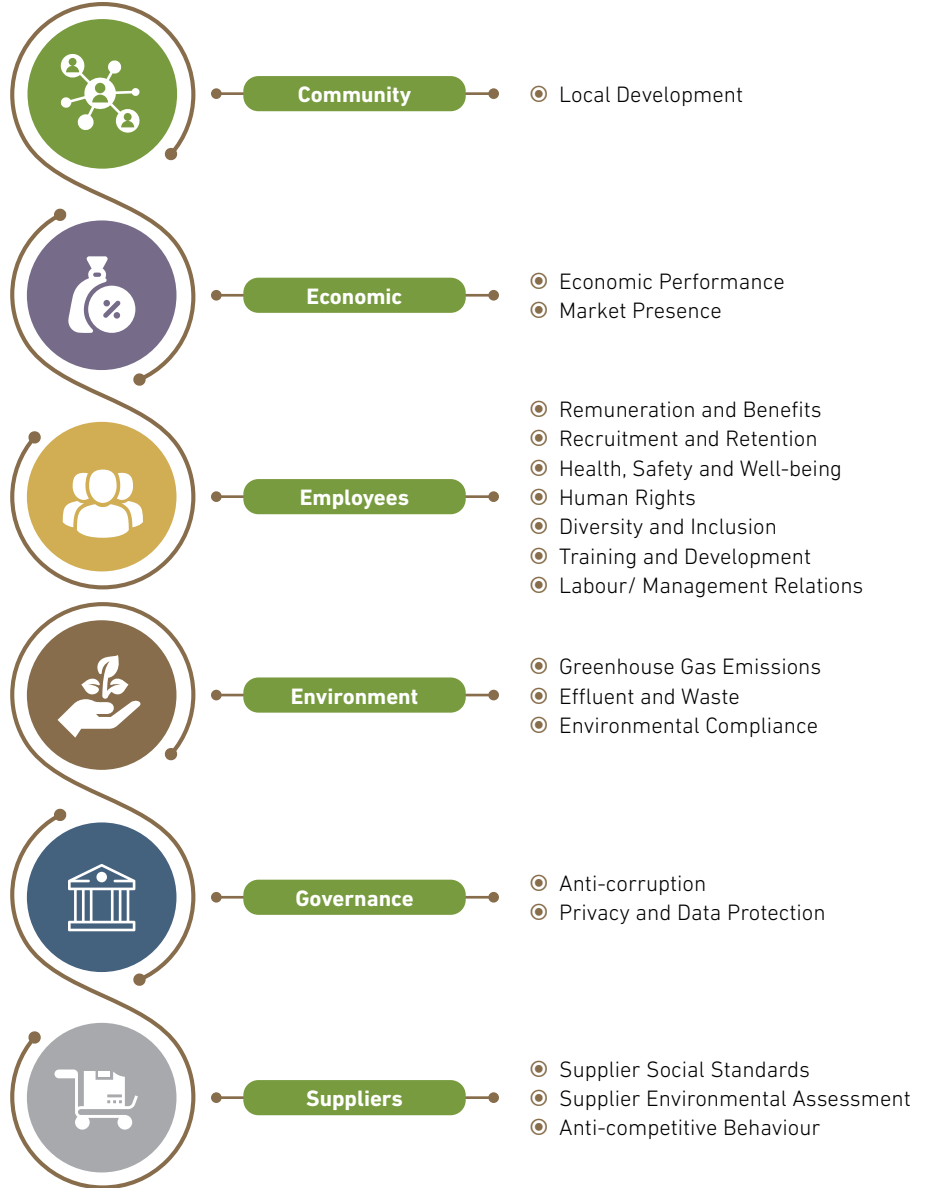 Community
Local Development
Economic
Economic Performance
Market Presence
Employees
Remuneration and Benefits
Recruitment and Retention
Health, Safety and Well-being
Human Rights
Diversity and Inclusion
Training and Development
Labour/ Management Relations
Environment
Greenhouse Gas Emissions
Effluent and Waste
Environmental Compliance
Governance
Anti-corruption
Privacy and Data Protection
Suppliers
Supplier Social Standards
Supplier Environmental Assessment
Anti-competitive Behaviour